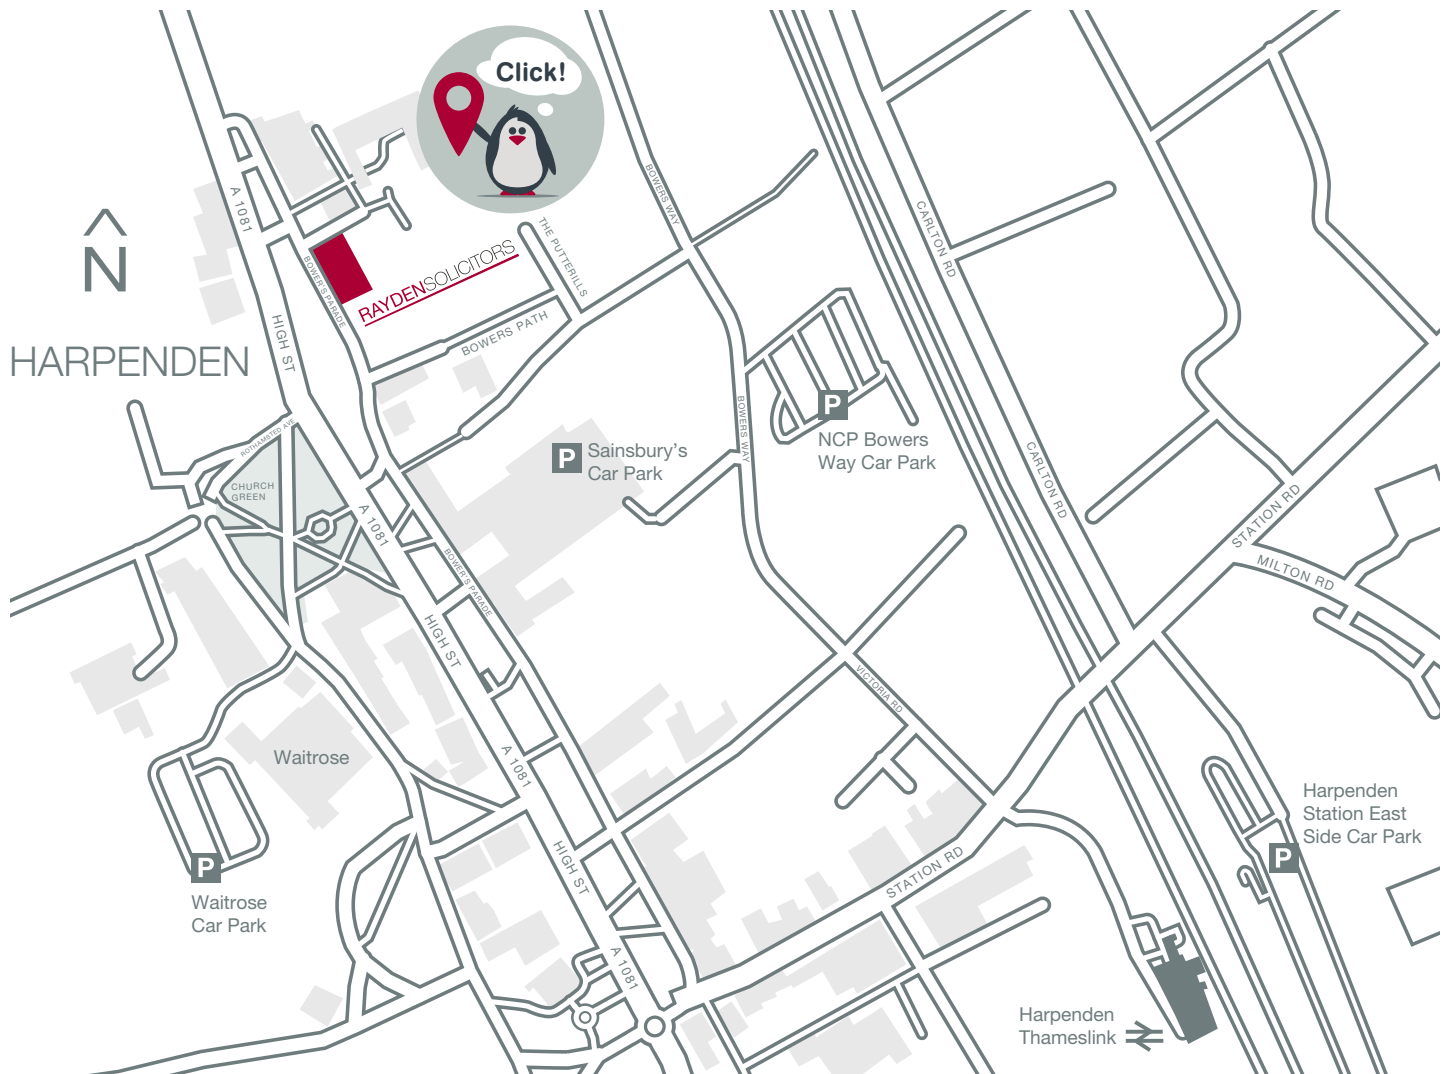 Click!
A 1081
BOWERS WAY
CARLTON RD
THE PUTTERILLS
N
HARPENDEN
BOWER'S PARADE
RAYDENSOLICITORS
HIGH ST
BOWERS PATH
ROTHAMSTED AVE
BOWERS WAY
P
NCP Bowers
Way Car Park
P
Sainsbury's
Car Park
CHURCH
GREEN
CARLTON RD
STATION RD
A 1081
MILTON RD
BOWER'S PARADE
HIGH ST
VICTORIA RD
Waitrose
A 1081
Harpenden
Station East
Side Car Park
P
P
Waitrose
Car Park
HIGH ST
STATION RD
A 1081
Harpenden
Thameslink